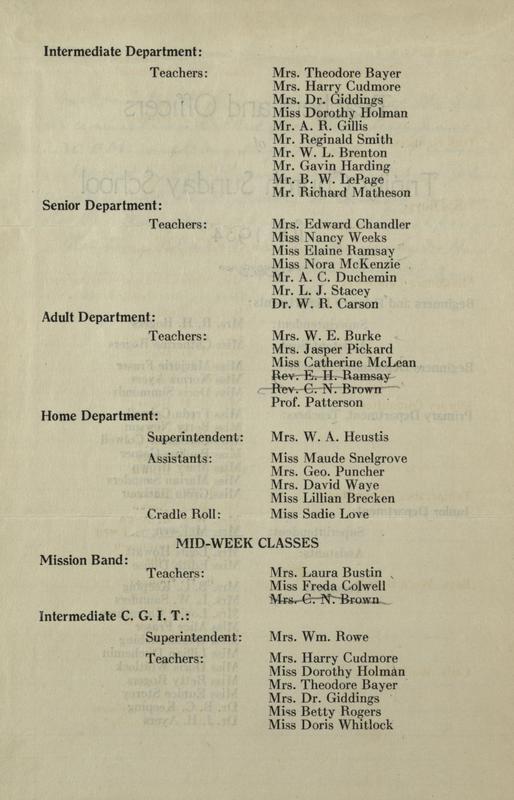 Intermediate Department:
Teachers: Mrs. Theodore Bayer
Mrs. Harry Cudmore
Mrs. Dr. Giddings
Miss Dorothy Holman
Mr. A. R. Gillis
Mr. Reginald Smith
Mr. W. L. Brenton
Mr. Gavin Harding
Mr. B. W. LePage
Mr. Richard Matheson
Senior Department:
Teachers: Mrs. Edward Chandler
Miss Nancy Weeks
Miss Elaine Ramsay
Miss Nora McKenzie
Mr. A. C. Duchemin
Mr. L. J. Stacey
Dr. W. R. Carson
Adult Department:
Teachers: Mrs. W. E. Burke
Mrs. Jasper Pickard
Miss Catherine McLean
Rev. E. H. Ramsay
Rev. C. N. Brown
Prof. Patterson
Home Department:
Superintendent: Mrs. W. A. Heustis
Assistants: Miss Maude Snelgrove
Mrs. Geo. Puncher
Mrs. David Waye
Miss Lillian Brecken
Cradle Roll: Miss Sadie Love
MID-WEEK CLASSES
Mission Band:
Teachers: Mrs. Laura Bustin
Miss Freda Colwell
Mrs. C. N. Brown
Intermediate C. G. I. T.:
Superintendent: Mrs. Wm. Rowe
Teachers: Mrs. Harry Cudmore
Miss Dorothy Holman
Mrs. Theodore Bayer
Mrs. Dr. Giddings
Miss Betty Rogers
Miss Doris Whitlock